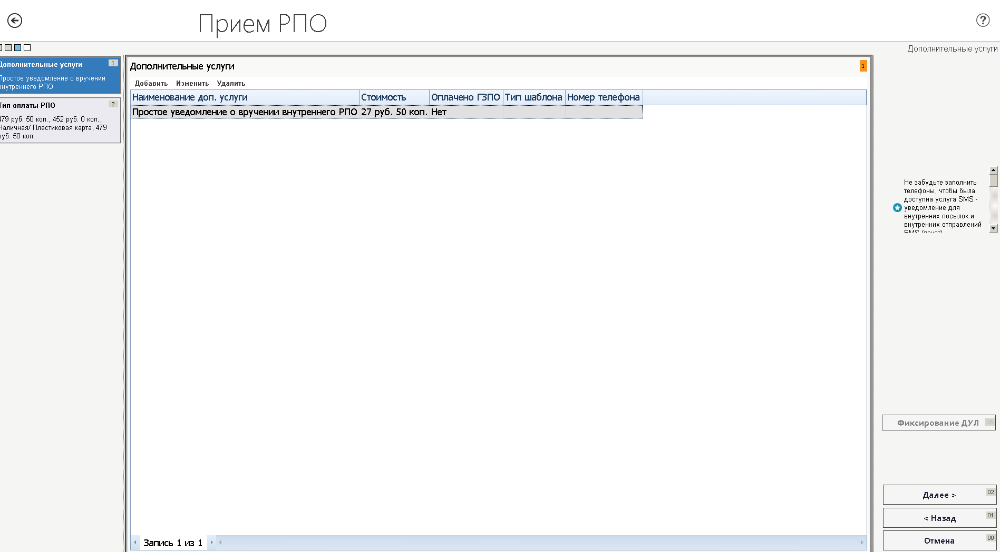 Прием РПО
Дополнительные услуги
Дополнительные услуги 1
Простое уведомление о вручении
внутреннего РПО
Тип оплаты РПО 2
479 руб. 50 коп., 452 руб. 0 коп.,
Наличная/ Пластиковая карта, 479
руб. 50 коп.
Дополнительные услуги 1
Добавить Изменить Удалить
Наименование доп. услуги Стоимость Оплачено ГЗПО Тип шаблона Номер телефона
Простое уведомление о вручении внутреннего РПО 27 руб. 50 коп. Нет
Запись 1 из 1
Не забудьте заполнить
телефоны, чтобы была
доступна услуга SMS -
уведомление для
внутренних посылок и
внутренних отправлений
EMS (пакет)
Фиксирование ДУЛ 06
Далее > 02
< Назад 01
Отмена 00